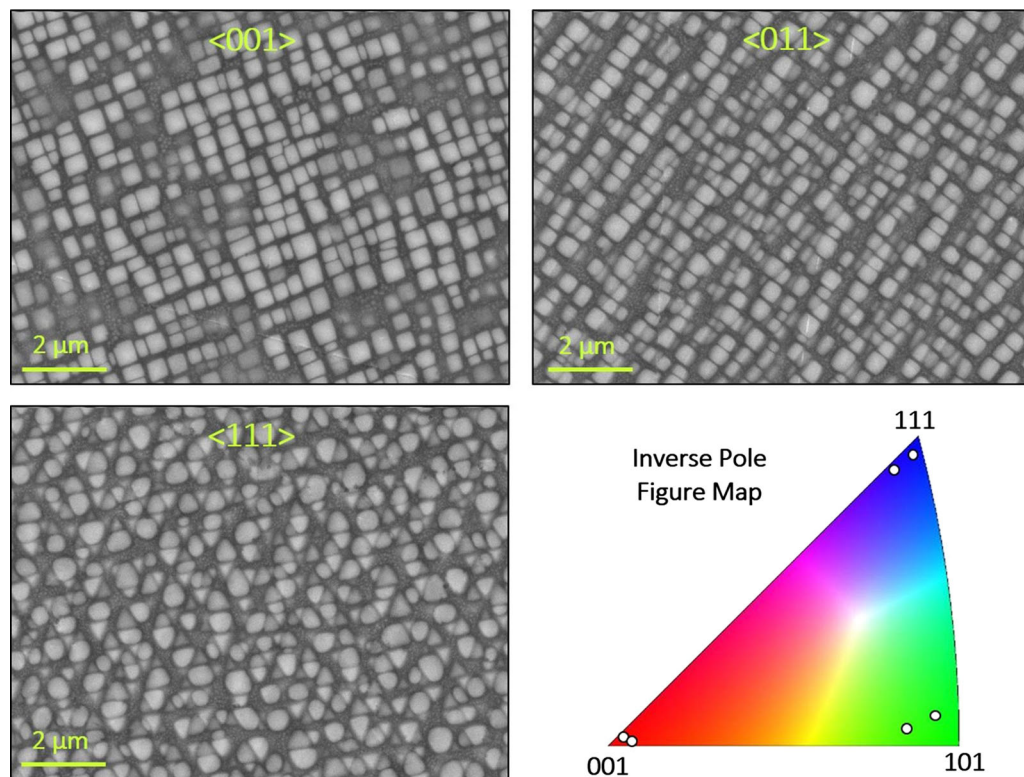 <001>
2 µm
<011>
2 µm
<111>
2 µm
Inverse Pole
Figure Map
111
001
101